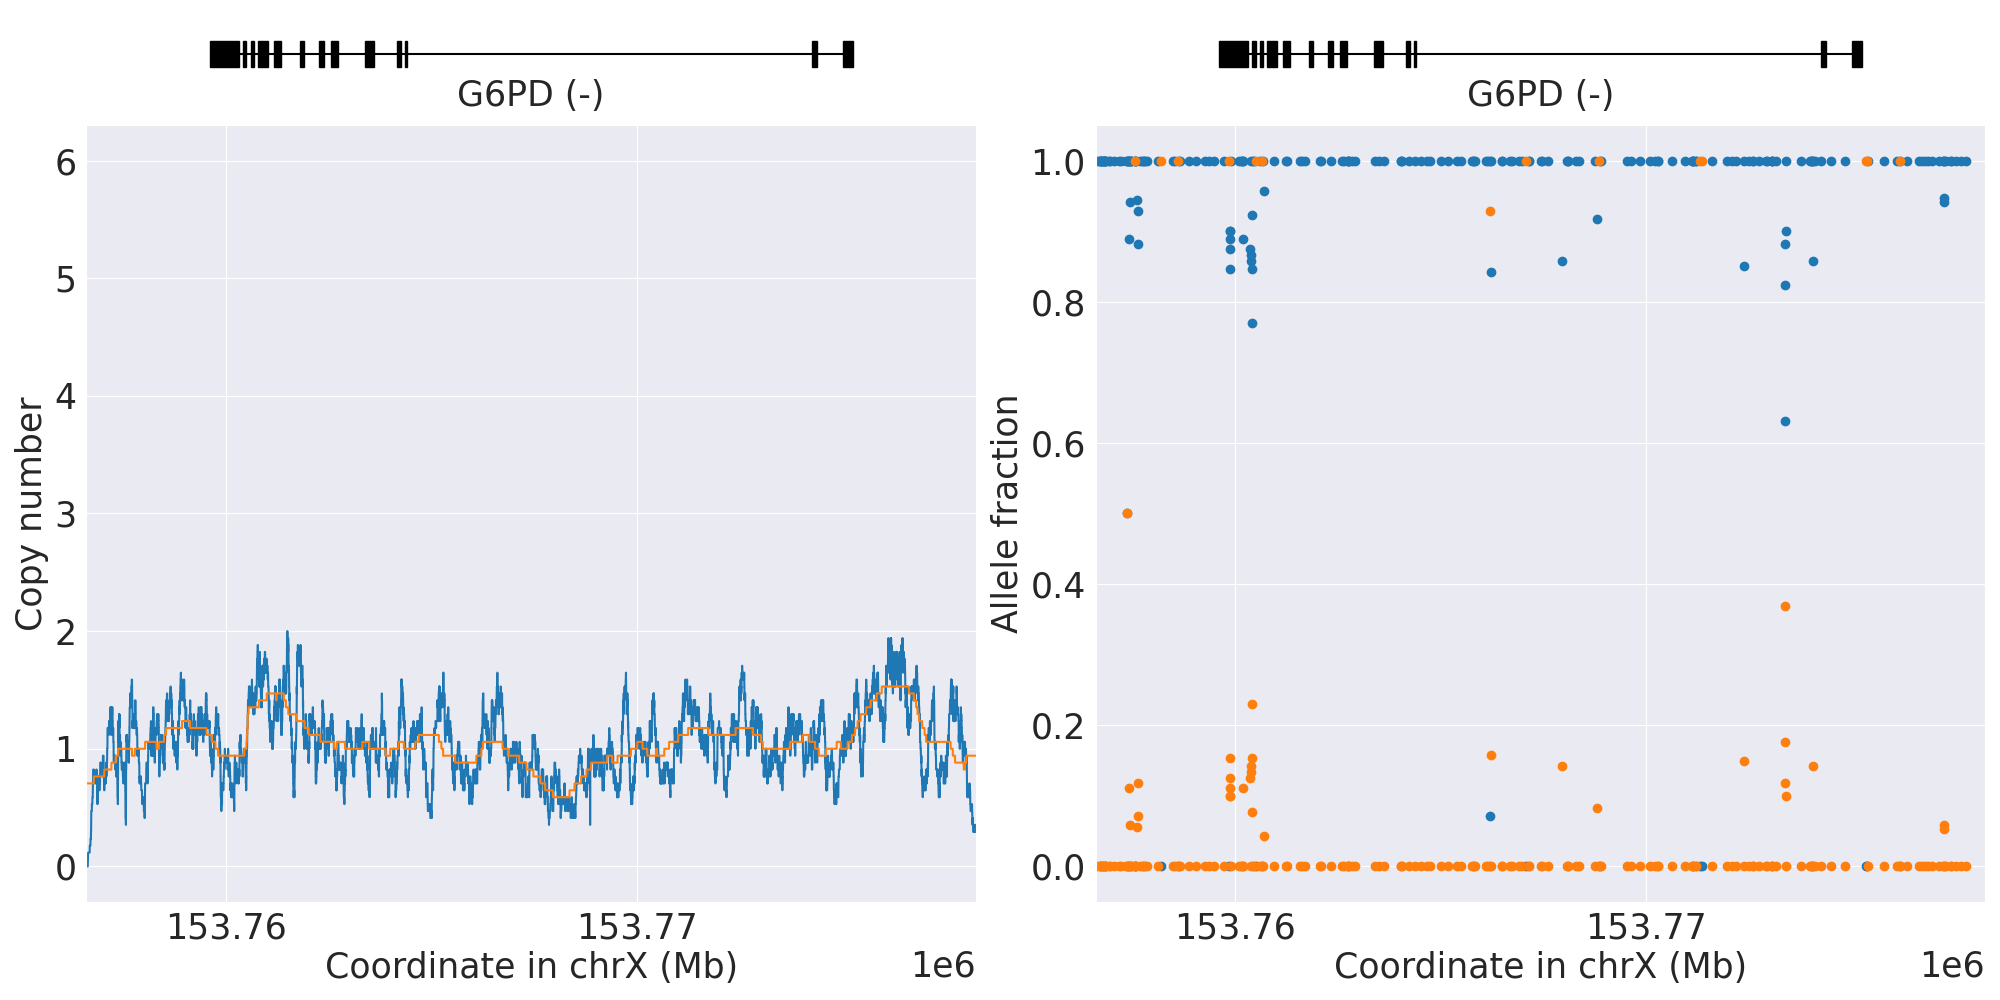 G6PD (-)
6
5
4
3
2
1
0
Copy number
153.76
153.77
Coordinate in chrX (Mb)
1e6
G6PD (-)
1.0
0.8
0.6
0.4
0.2
0.0
Allele fraction
153.76
153.77
Coordinate in chrX (Mb)
1e6